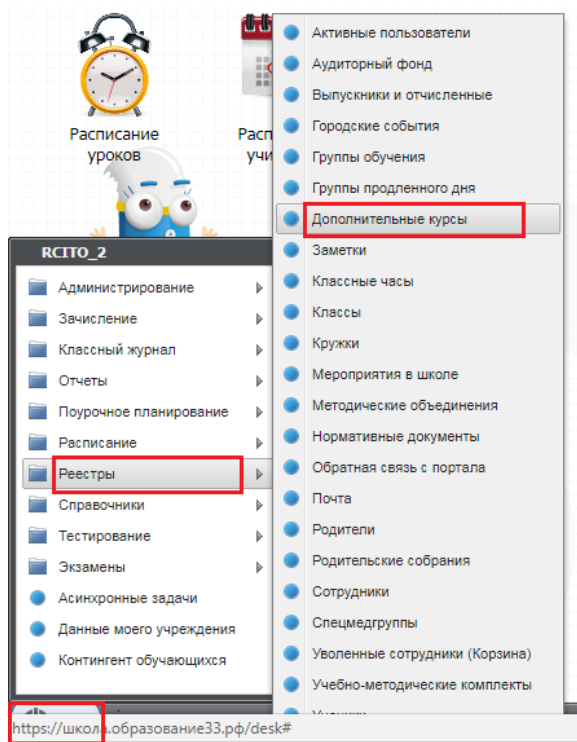 Расписание
уроков
Расп
учи
RCITO_2
Администрирование
Зачисление
Классный журнал
Отчеты
Поурочное планирование
Расписание
Реестры
Справочники
Тестирование
Экзамены
Асинхронные задачи
Данные моего учреждения
Контингент обучающихся
Активные пользователи
Аудиторный фонд
Выпускники и отчисленные
Городские события
Группы обучения
Группы продленного дня
Дополнительные курсы
Заметки
Классные часы
Классы
Кружки
Мероприятия в школе
Методические объединения
Нормативные документы
Обратная связь с портала
Почта
Родители
Родительские собрания
Сотрудники
Спецмедгруппы
Уволенные сотрудники (Корзина)
Учебно-методические комплекты
https://школа.образование33.рф/desk#